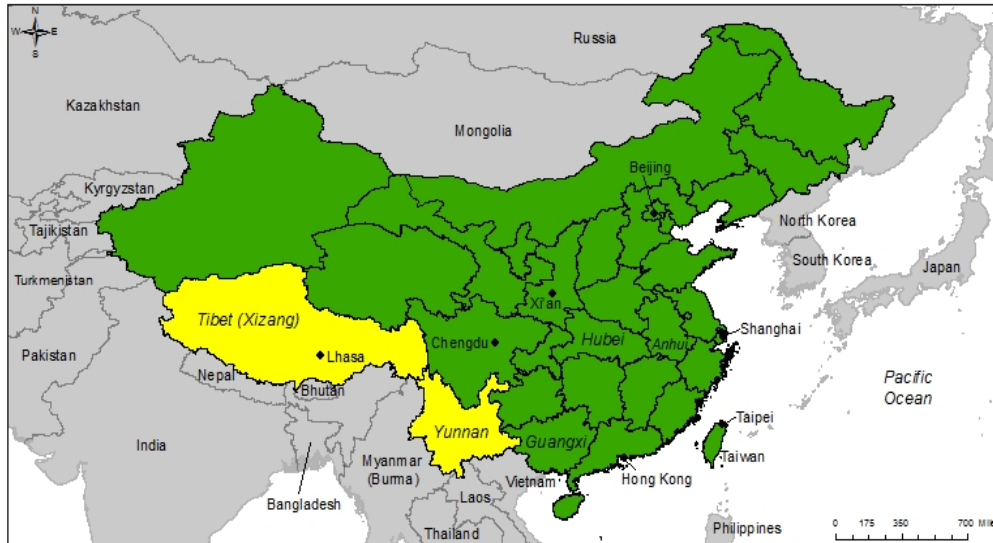 N
W E
S
Russia
Kazakhstan
Mongolia
Beijing
Kyrgyzstan
North Korea
Tajikistan
South Korea
Japan
Turkmenistan
Xi'an
Tibet (Xizang)
Shanghai
Hubei
Anhui
Chengdu
Lhasa
Pakistan
Nepal
Bhutan
Pacific
Ocean
Taipei
Yunnan
Guangxi
India
Taiwan
Myanmar
(Burma)
Hong Kong
Vietnam
Laos
Bangladesh
Thailand
Philippines
0 175 350 700 Mile